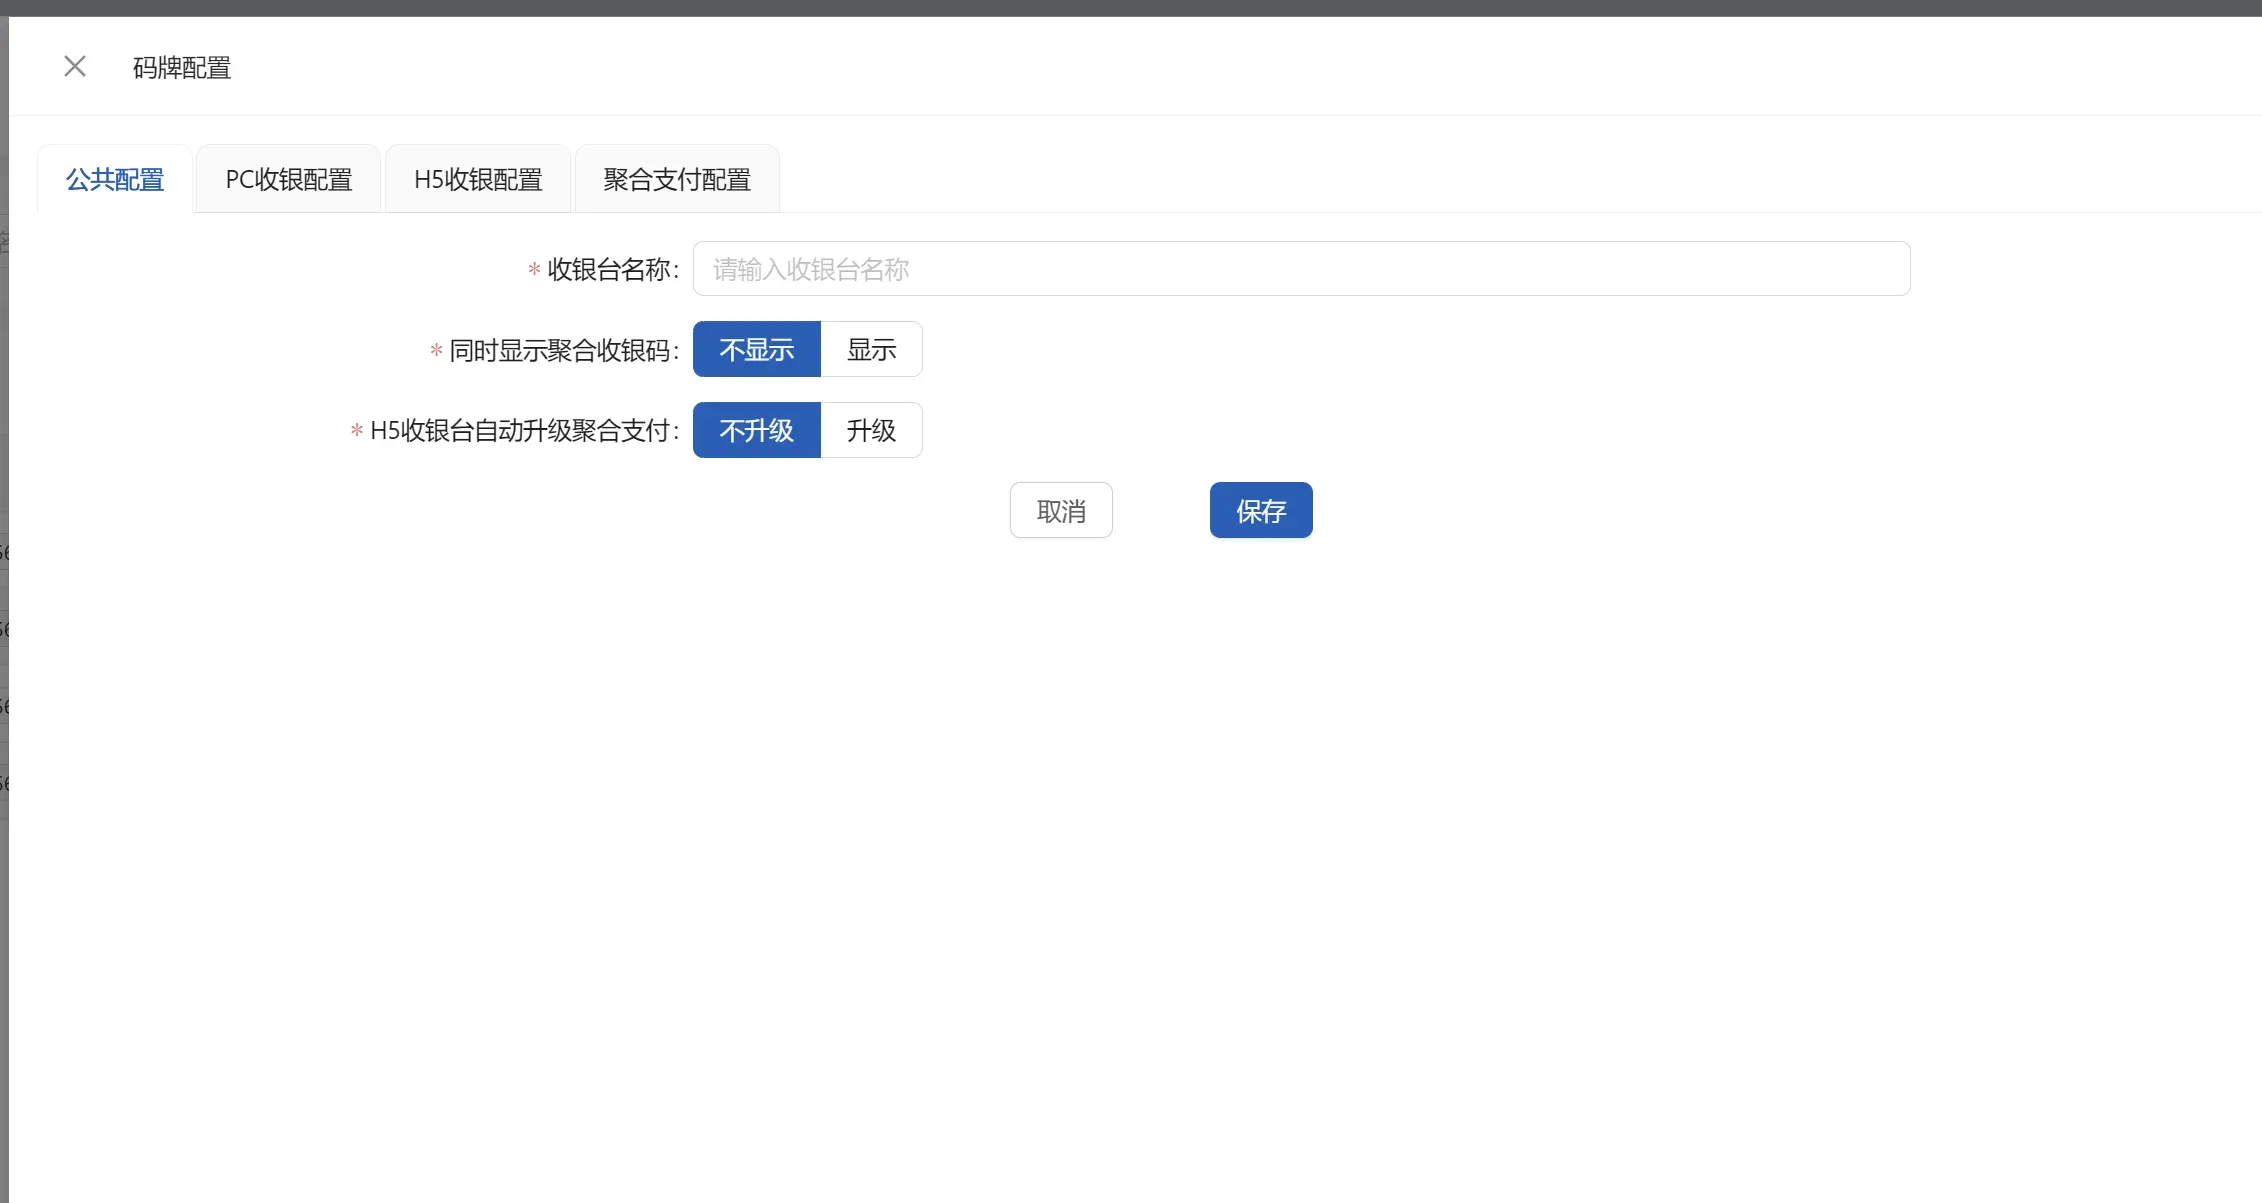 码牌配置
公共配置 PC收银配置 H5收银配置 聚合支付配置
* 收银台名称: 请输入收银台名称
* 同时显示聚合收银码: 不显示 显示
* H5收银台自动升级聚合支付: 不升级 升级
取消 保存